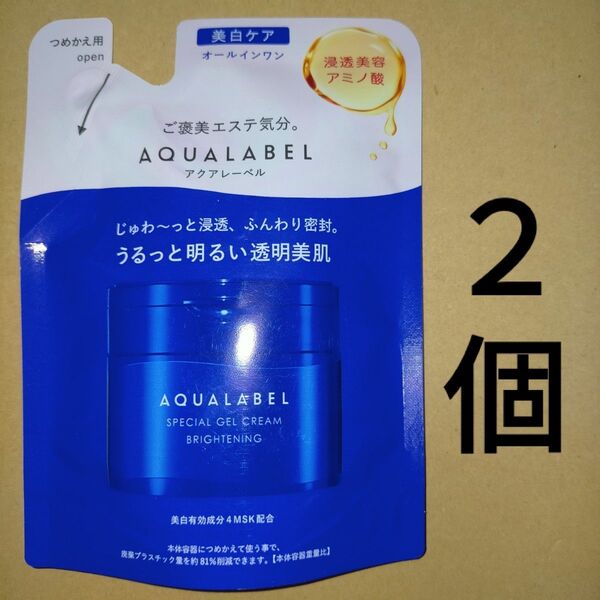 つめかえ用
open
美白ケア
オールインワン
浸透美容
アミノ酸
ご褒美エステ気分。
AQUALABEL
アクアレーベル
じゅわ〜っと浸透、ふんわり密封。
うるっと明るい透明美肌
AQUALABEL
SPECIAL GEL CREAM
BRIGHTENING
美白有効成分4MSK配合
本体容器につめかえて使う事で、
炭素プラスチック量を約81%削減できます。【本体容器重量比】
2
個